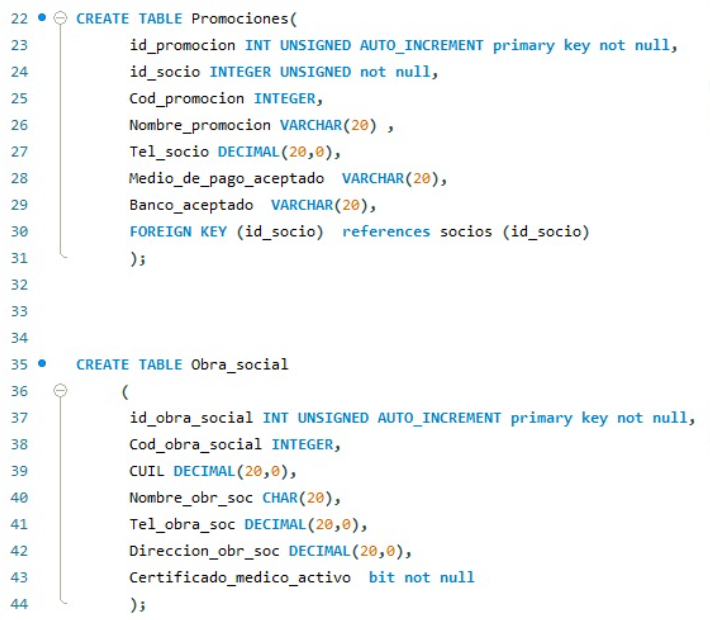 22 CREATE TABLE Promociones(
23 id_promocion INT UNSIGNED AUTO_INCREMENT primary key not null,
24 id_socio INTEGER UNSIGNED not null,
25 Cod_promocion INTEGER,
26 Nombre_promocion VARCHAR(20) ,
27 Tel_socio DECIMAL(20,0),
28 Medio_de_pago_aceptado  VARCHAR(20),
29 Banco_aceptado  VARCHAR(20),
30 FOREIGN KEY (id_socio)  references socios (id_socio)
31 );
32
33
34
35 CREATE TABLE Obra_social
36 (
37 id_obra_social INT UNSIGNED AUTO_INCREMENT primary key not null,
38 Cod_obra_social INTEGER,
39 CUIL DECIMAL(20,0),
40 Nombre_obr_soc CHAR(20),
41 Tel_obra_soc DECIMAL(20,0),
42 Direccion_obr_soc DECIMAL(20,0),
43 Certificado_medico_activo  bit not null
44 );